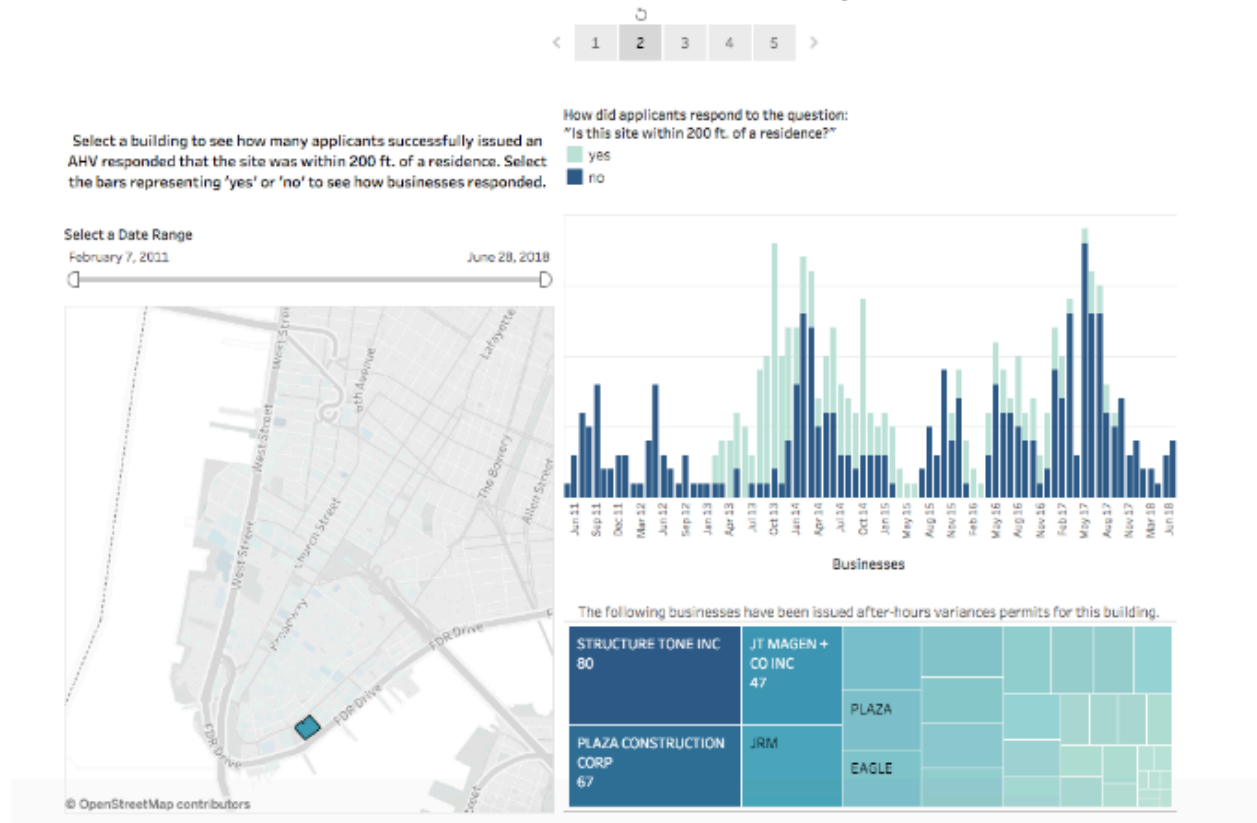 1 2 3 4 5
Select a building to see how many applicants successfully issued an
AHV responded that the site was within 200 ft. of a residence. Select
the bars representing 'yes' or 'no' to see how businesses responded.
How did applicants respond to the question:
"Is this site within 200 ft. of a residence?"
yes
no
Select a Date Range
February 7, 2011 June 28, 2018
West Street
Lafayette
6th Avenue
West Street
The Bowery
Allen Street
Church Street
West Street
Broadway
FDR Drive
F
FDR Drive
FDR Drive
© OpenStreetMap contributors
Jun 11 Sep 11 Dec 11 Mar 12 Jun 12 Sep 12 Jan 13 Apr 13 Jul 13 Oct 13 Jan 14 Apr 14 Jul 14 Oct 14 Jan 15 May 15 Aug 15 Nov 15 Feb 16 May 16 Aug 16 Nov 16 Feb 17 May 17 Aug 17 Nov 17 Mar 18 Jun 18
Businesses
The following businesses have been issued after-hours variances permits for this building.
STRUCTURE TONE INC
80
JT MAGEN +
CO INC
47
PLAZA
PLAZA CONSTRUCTION
CORP
67
JRM
EAGLE